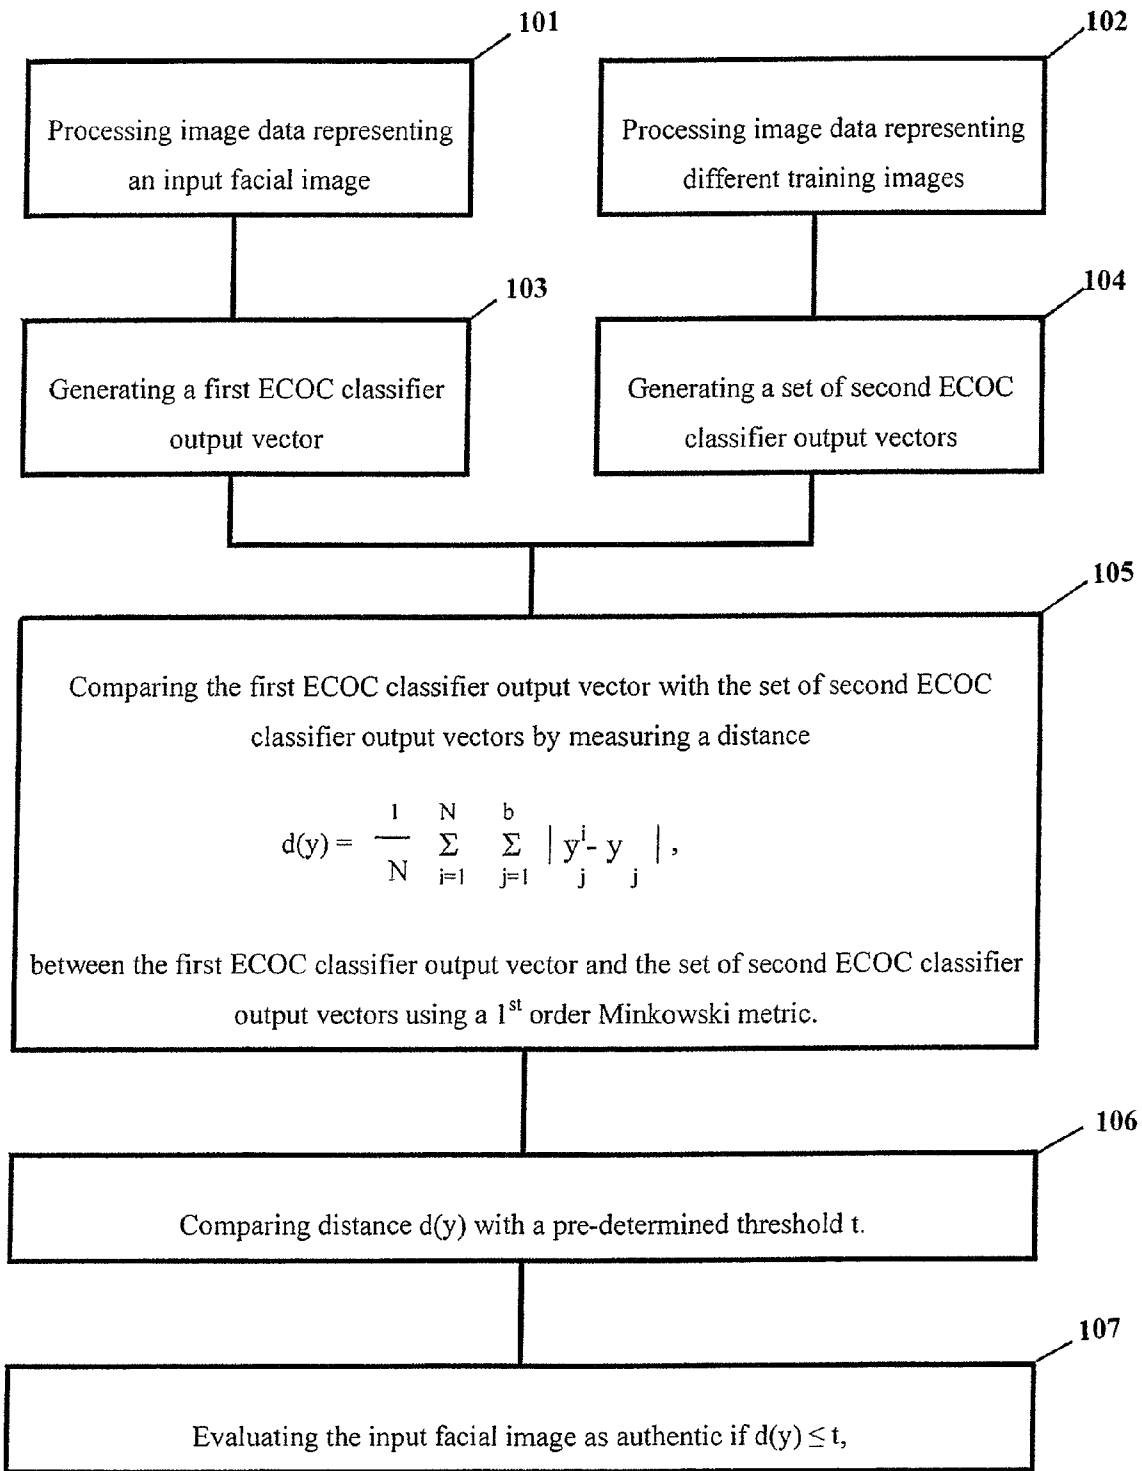 101
102
Processing image data representing
an input facial image
Processing image data representing
different training images
103
104
Generating a first ECOC classifier
output vector
Generating a set of second ECOC
classifier output vectors
105
Comparing the first ECOC classifier output vector with the set of second ECOC
classifier output vectors by measuring a distance
d(y) = 1/N Σ_{i=1}^{N} Σ_{j=1}^{b} | y_j^i - y_j | ,
between the first ECOC classifier output vector and the set of second ECOC classifier
output vectors using a 1st order Minkowski metric.
106
Comparing distance d(y) with a pre-determined threshold t.
107
Evaluating the input facial image as authentic if d(y) ≤ t,